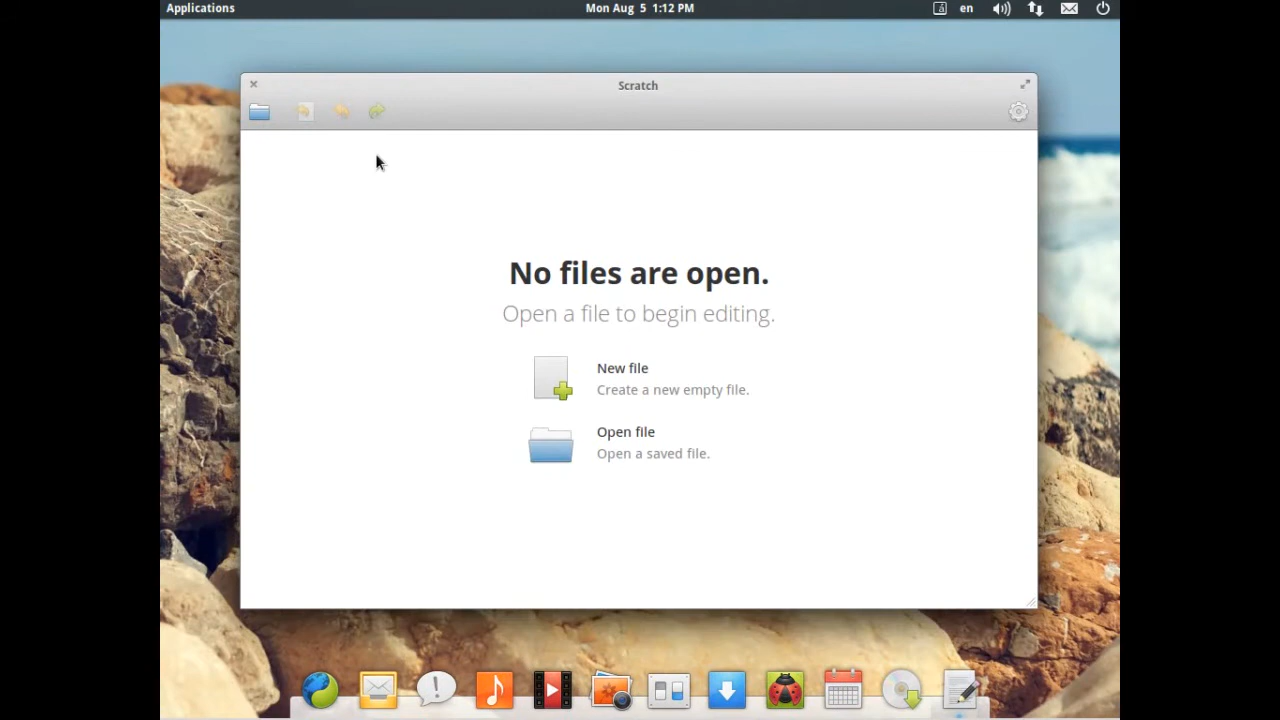 Applications
Mon Aug 5 1:12 PM
en
Scratch
No files are open.
Open a file to begin editing.
New file
Create a new empty file.
Open file
Open a saved file.